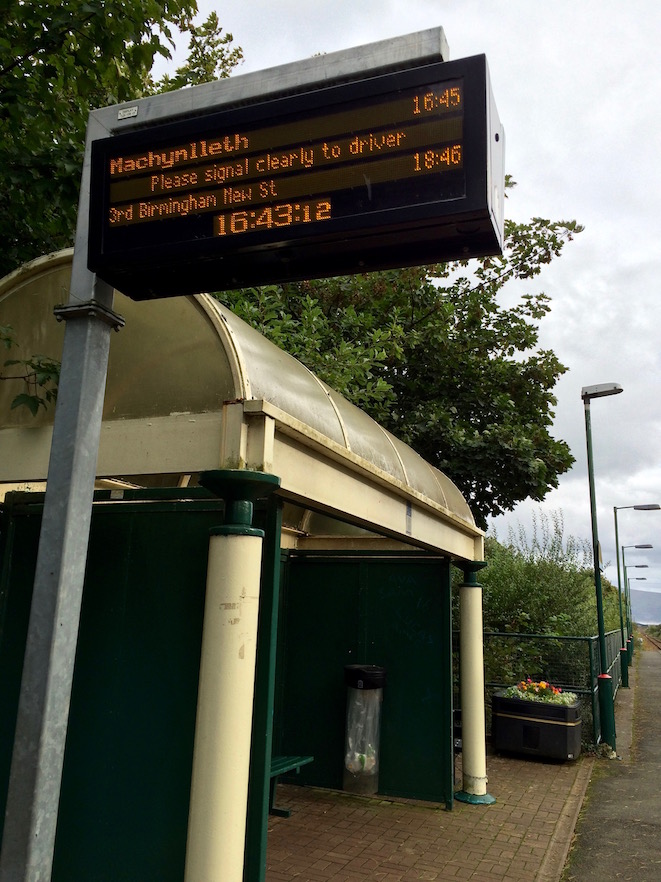 Machynlleth 16:45
Please signal clearly to driver
3rd Birmingham New St 18:46
16:43:12